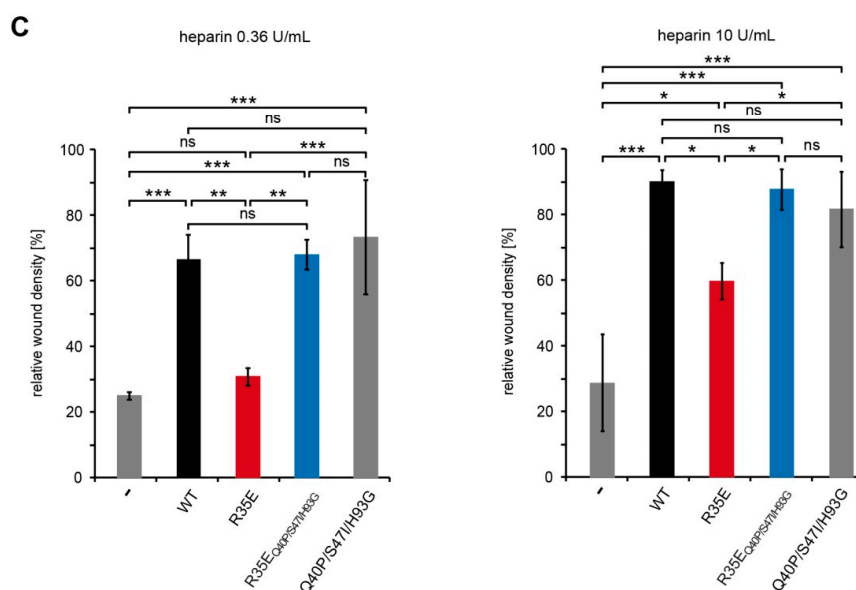 C
heparin 0.36 U/mL
***
ns
ns
***
***
ns
***
**
**
ns
relative wound density [%]
100
80
60
40
20
0
-
WT
R35E
R35EQ40P/S47I/H93G
Q40P/S47I/H93G
heparin 10 U/mL
***
***
*
*
ns
ns
***
*
*
ns
relative wound density [%]
100
80
60
40
20
0
-
WT
R35E
R35EQ40P/S47I/H93G
Q40P/S47I/H93G